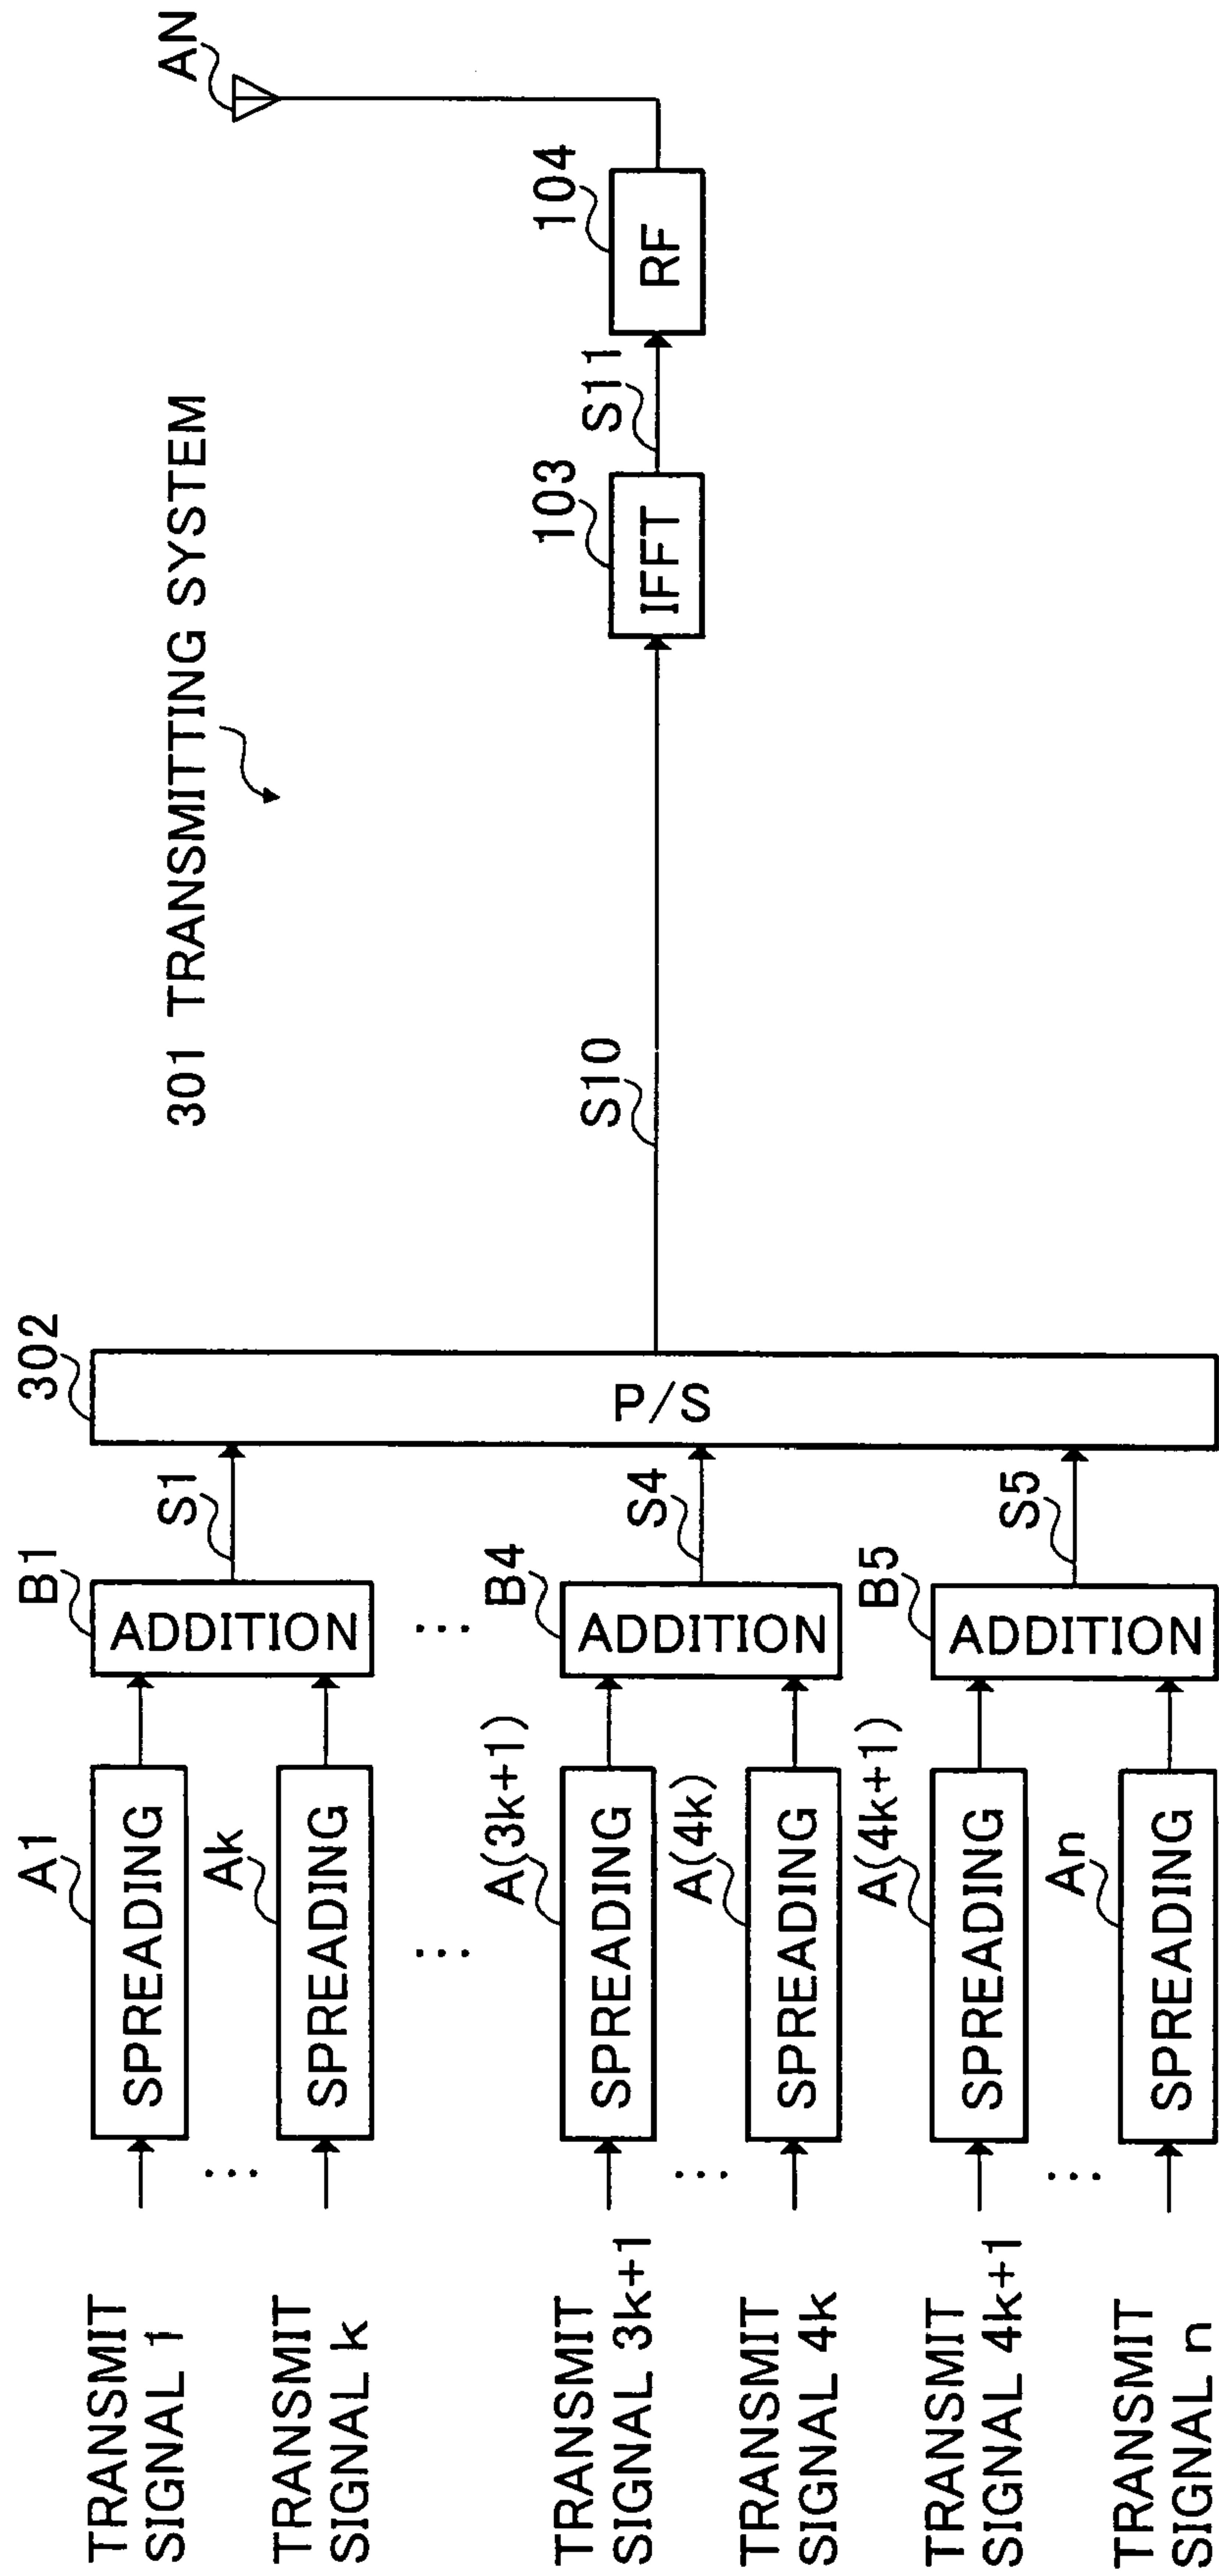 301 TRANSMITTING SYSTEM
AN
TRANSMIT
SIGNAL 1
A1
SPREADING
B1
ADDITION
S1
302
P/S
S10
103
IFFT
S11
104
RF
...
TRANSMIT
SIGNAL k
Ak
SPREADING
...
...
TRANSMIT
SIGNAL 3k+1
A(3k+1)
SPREADING
B4
ADDITION
S4
...
TRANSMIT
SIGNAL 4k
A(4k)
SPREADING
TRANSMIT
SIGNAL 4k+1
A(4k+1)
SPREADING
B5
ADDITION
S5
...
TRANSMIT
SIGNAL n
An
SPREADING